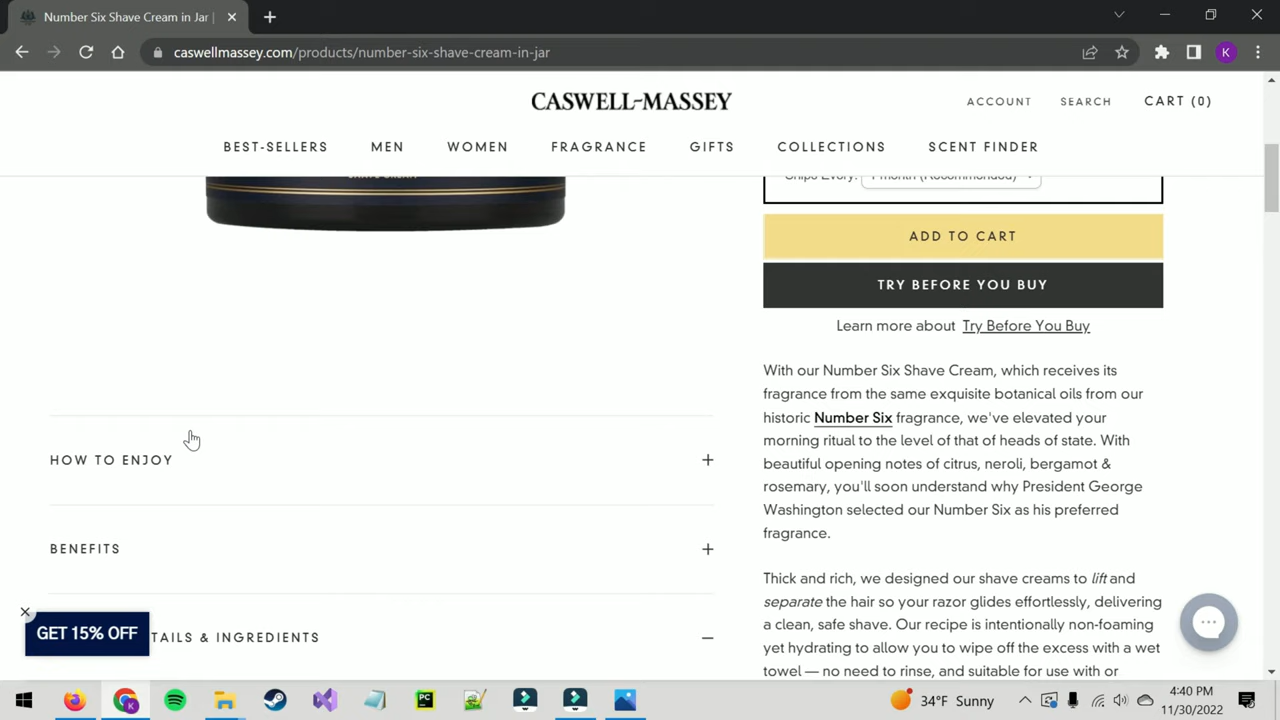 Number Six Shave Cream in Jar |
caswellmassey.com/products/number-six-shave-cream-in-jar
K
CASWELL-MASSEY
ACCOUNT
SEARCH
CART (0)
BEST-SELLERS
MEN
WOMEN
FRAGRANCE
GIFTS
COLLECTIONS
SCENT FINDER
Ships Every: 1 month (Recommended)
ADD TO CART
TRY BEFORE YOU BUY
Learn more about Try Before You Buy
With our Number Six Shave Cream, which receives its
fragrance from the same exquisite botanical oils from our
historic Number Six fragrance, we've elevated your
morning ritual to the level of that of heads of state. With
beautiful opening notes of citrus, neroli, bergamot &
rosemary, you'll soon understand why President George
Washington selected our Number Six as his preferred
fragrance.
Thick and rich, we designed our shave creams to lift and
separate the hair so your razor glides effortlessly, delivering
a clean, safe shave. Our recipe is intentionally non-foaming
yet hydrating to allow you to wipe off the excess with a wet
towel — no need to rinse, and suitable for use with or
HOW TO ENJOY
BENEFITS
TAILS & INGREDIENTS
GET 15% OFF
34°F Sunny
4:40 PM
11/30/2022